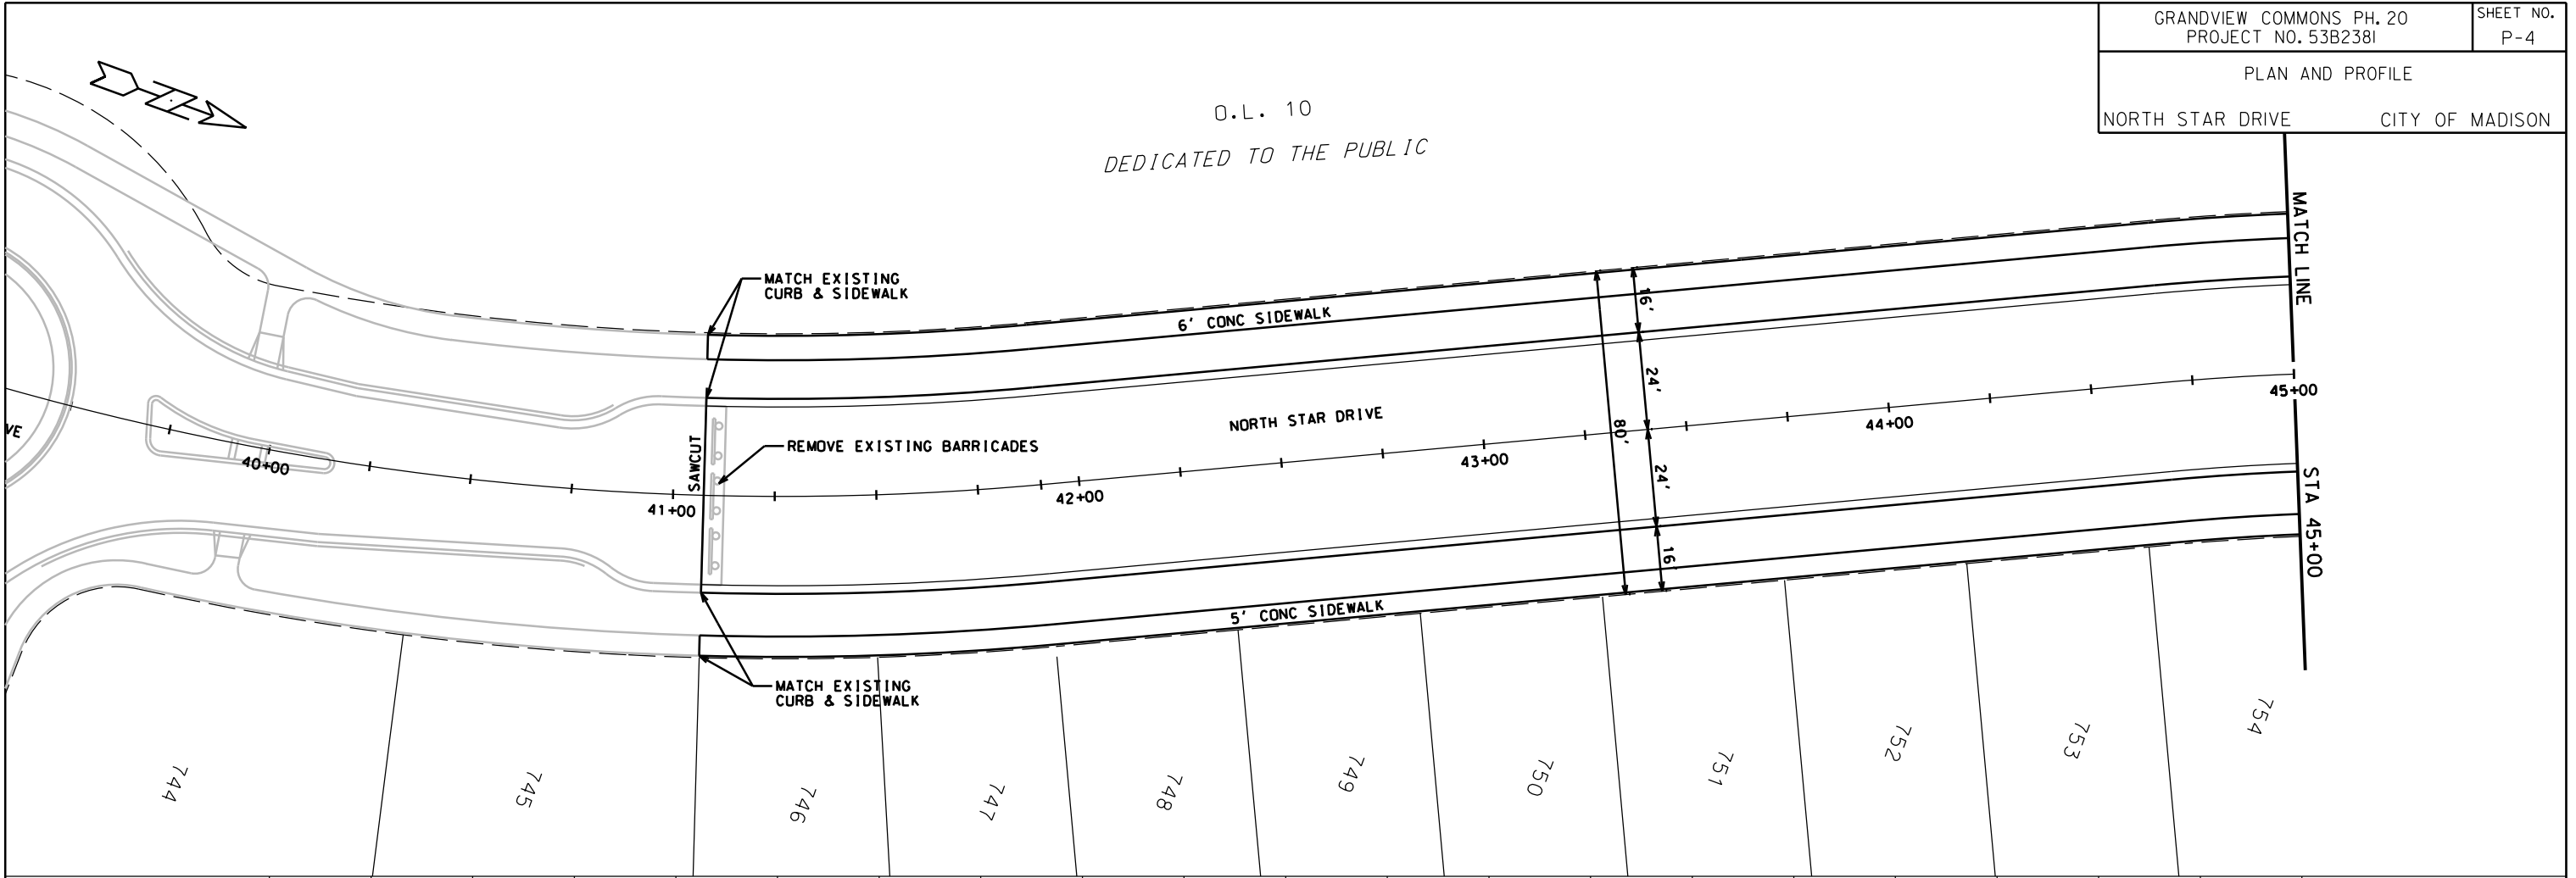 GRANDVIEW COMMONS PH. 20
PROJECT NO. 53B2381
SHEET NO.
P-4
PLAN AND PROFILE
NORTH STAR DRIVE CITY OF MADISON
O.L. 10
DEDICATED TO THE PUBLIC
MATCH EXISTING
CURB & SIDEWALK
6' CONC SIDEWALK
16'
MATCH LINE
24'
80'
NORTH STAR DRIVE
45+00
44+00
43+00
VE
REMOVE EXISTING BARRICADES
SAWCUT
40+00
41+00
42+00
24'
STA 45+00
16'
5' CONC SIDEWALK
MATCH EXISTING
CURB & SIDEWALK
744
745
746
747
748
749
750
751
752
753
754